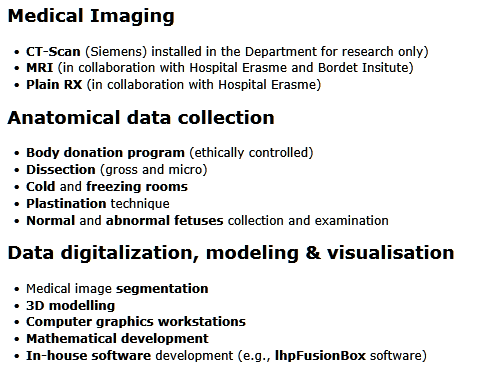 Medical Imaging
• CT-Scan (Siemens) installed in the Department for research only)
• MRI (in collaboration with Hospital Erasme and Bordet Insitute)
• Plain RX (in collaboration with Hospital Erasme)
Anatomical data collection
• Body donation program (ethically controlled)
• Dissection (gross and micro)
• Cold and freezing rooms
• Plastination technique
• Normal and abnormal fetuses collection and examination
Data digitalization, modeling & visualisation
• Medical image segmentation
• 3D modelling
• Computer graphics workstations
• Mathematical development
• In-house software development (e.g., lhpFusionBox software)